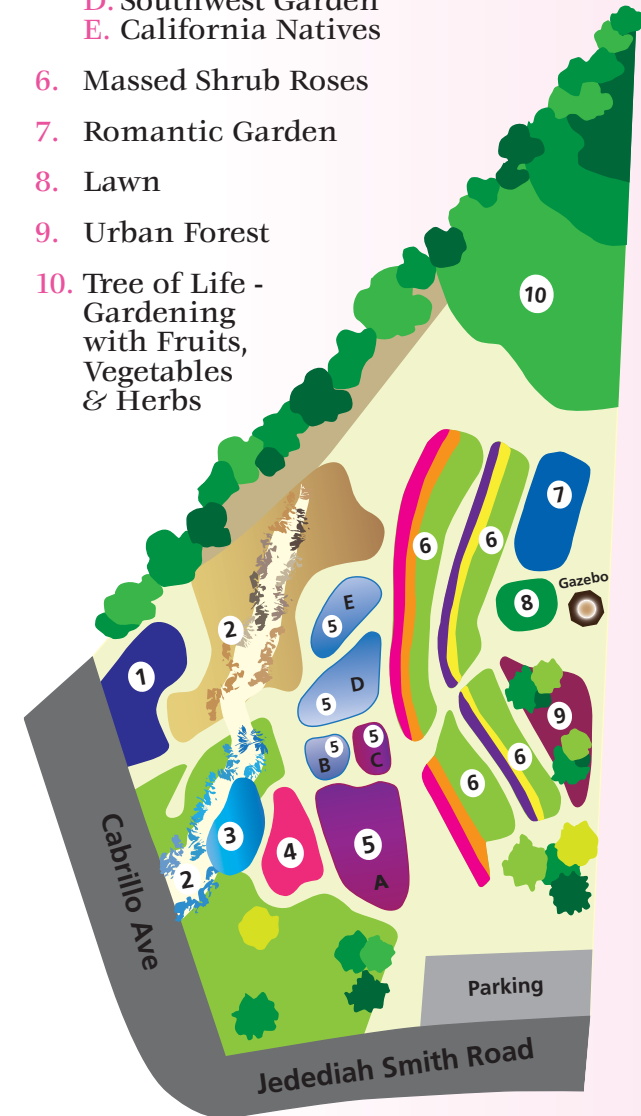 D. Southwest Garden
E. California Natives
6. Massed Shrub Roses
7. Romantic Garden
8. Lawn
9. Urban Forest
10. Tree of Life -
Gardening
with Fruits,
Vegetables
& Herbs
10
7
6
6
Gazebo
8
E
5
2
D
5
1
9
5
B
5
C
6
6
3
4
5
A
2
Cabrillo Ave
Parking
Jedediah Smith Road